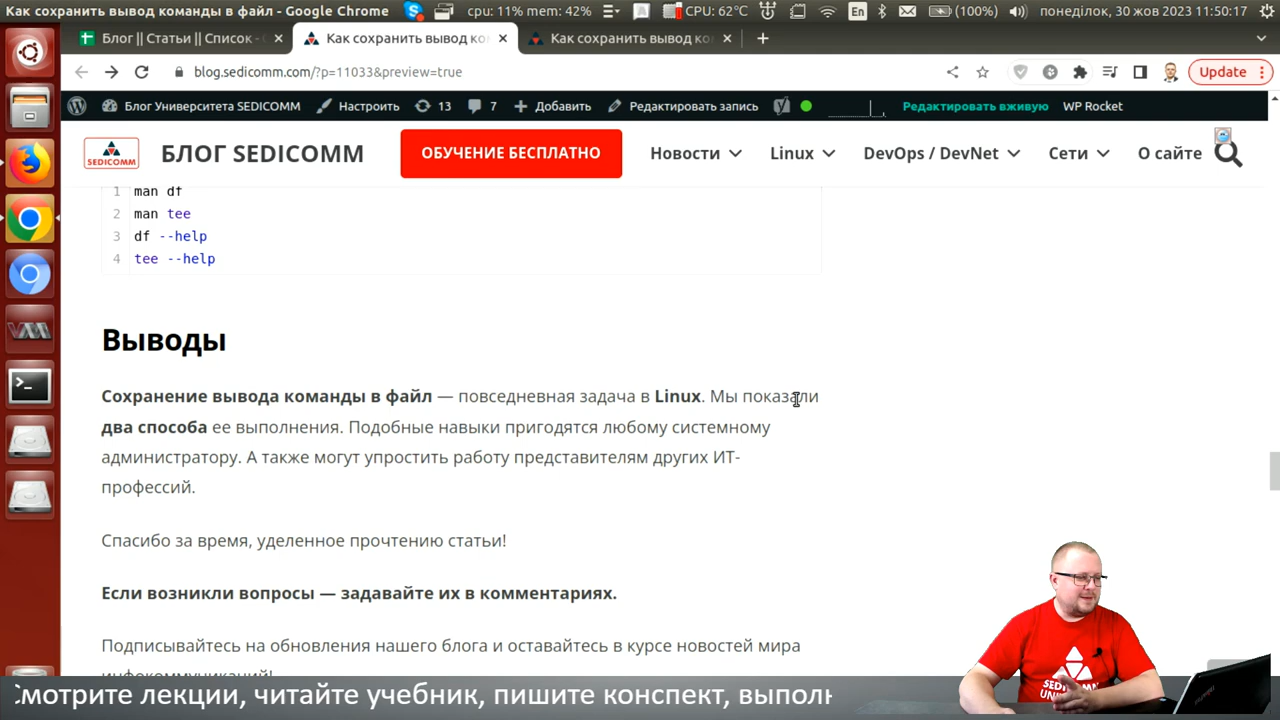 Как сохранить вывод команды в файл - Google Chrome
cpu: 11% mem: 42%
CPU: 62°C
En
(100%)
понеділок, 30 жов 2023 11:50:17
Блог || Статьи || Список -
Как сохранить вывод ко
Как сохранить вывод ко
blog.sedicomm.com/?p=11033&preview=true
Update
Блог Университета SEDICOMM
Настроить
13
7
Добавить
Редактировать запись
Редактировать вживую
WP Rocket
SEDICOMM
БЛОГ SEDICOMM
ОБУЧЕНИЕ БЕСПЛАТНО
Новости
Linux
DevOps / DevNet
Сети
О сайте
1 man df
2 man tee
3 df --help
4 tee --help
Выводы
Сохранение вывода команды в файл — повседневная задача в Linux. Мы показали
два способа ее выполнения. Подобные навыки пригодятся любому системному
администратору. А также могут упростить работу представителям других ИТ-
профессий.
Спасибо за время, уделенное прочтению статьи!
Если возникли вопросы — задавайте их в комментариях.
Подписывайтесь на обновления нашего блога и оставайтесь в курсе новостей мира
инфокоммуникаций!
SEDICOMM
смотрите лекции, читайте учебник, пишите конспект, выполн